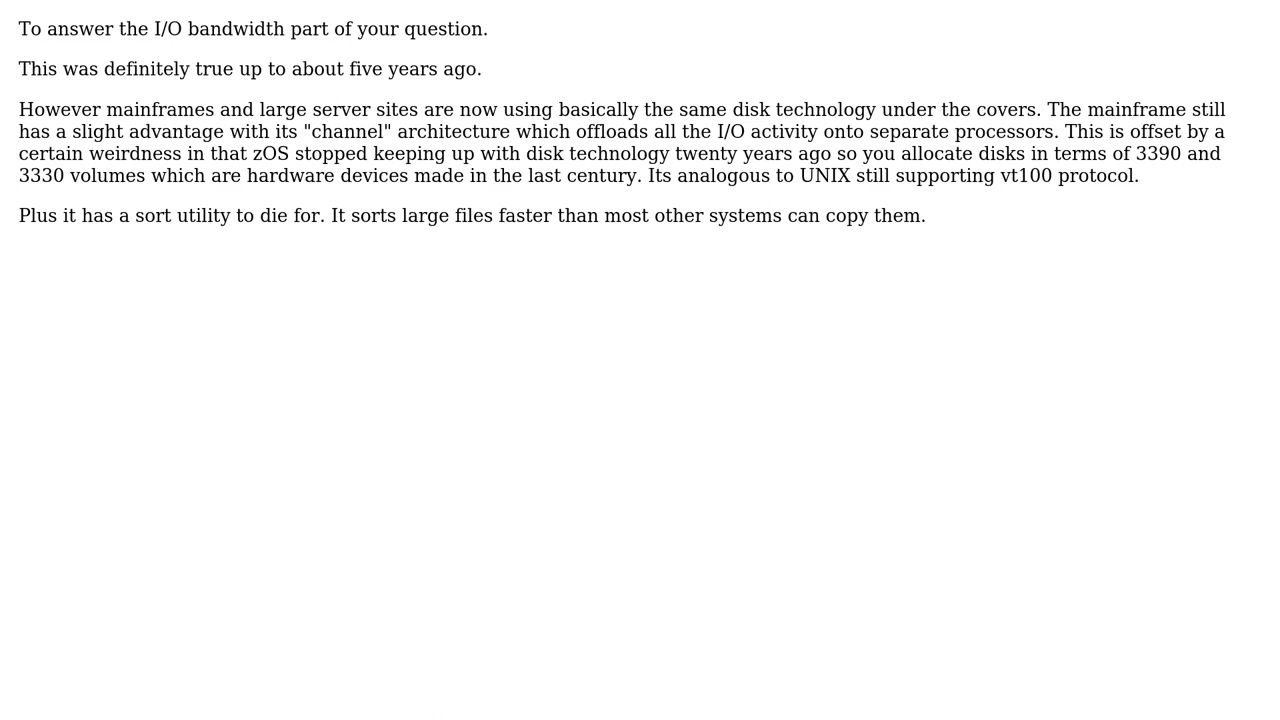 To answer the I/O bandwidth part of your question.
This was definitely true up to about five years ago.
However mainframes and large server sites are now using basically the same disk technology under the covers. The mainframe still
has a slight advantage with its "channel" architecture which offloads all the I/O activity onto separate processors. This is offset by a
certain weirdness in that zOS stopped keeping up with disk technology twenty years ago so you allocate disks in terms of 3390 and
3330 volumes which are hardware devices made in the last century. Its analogous to UNIX still supporting vt100 protocol.
Plus it has a sort utility to die for. It sorts large files faster than most other systems can copy them.